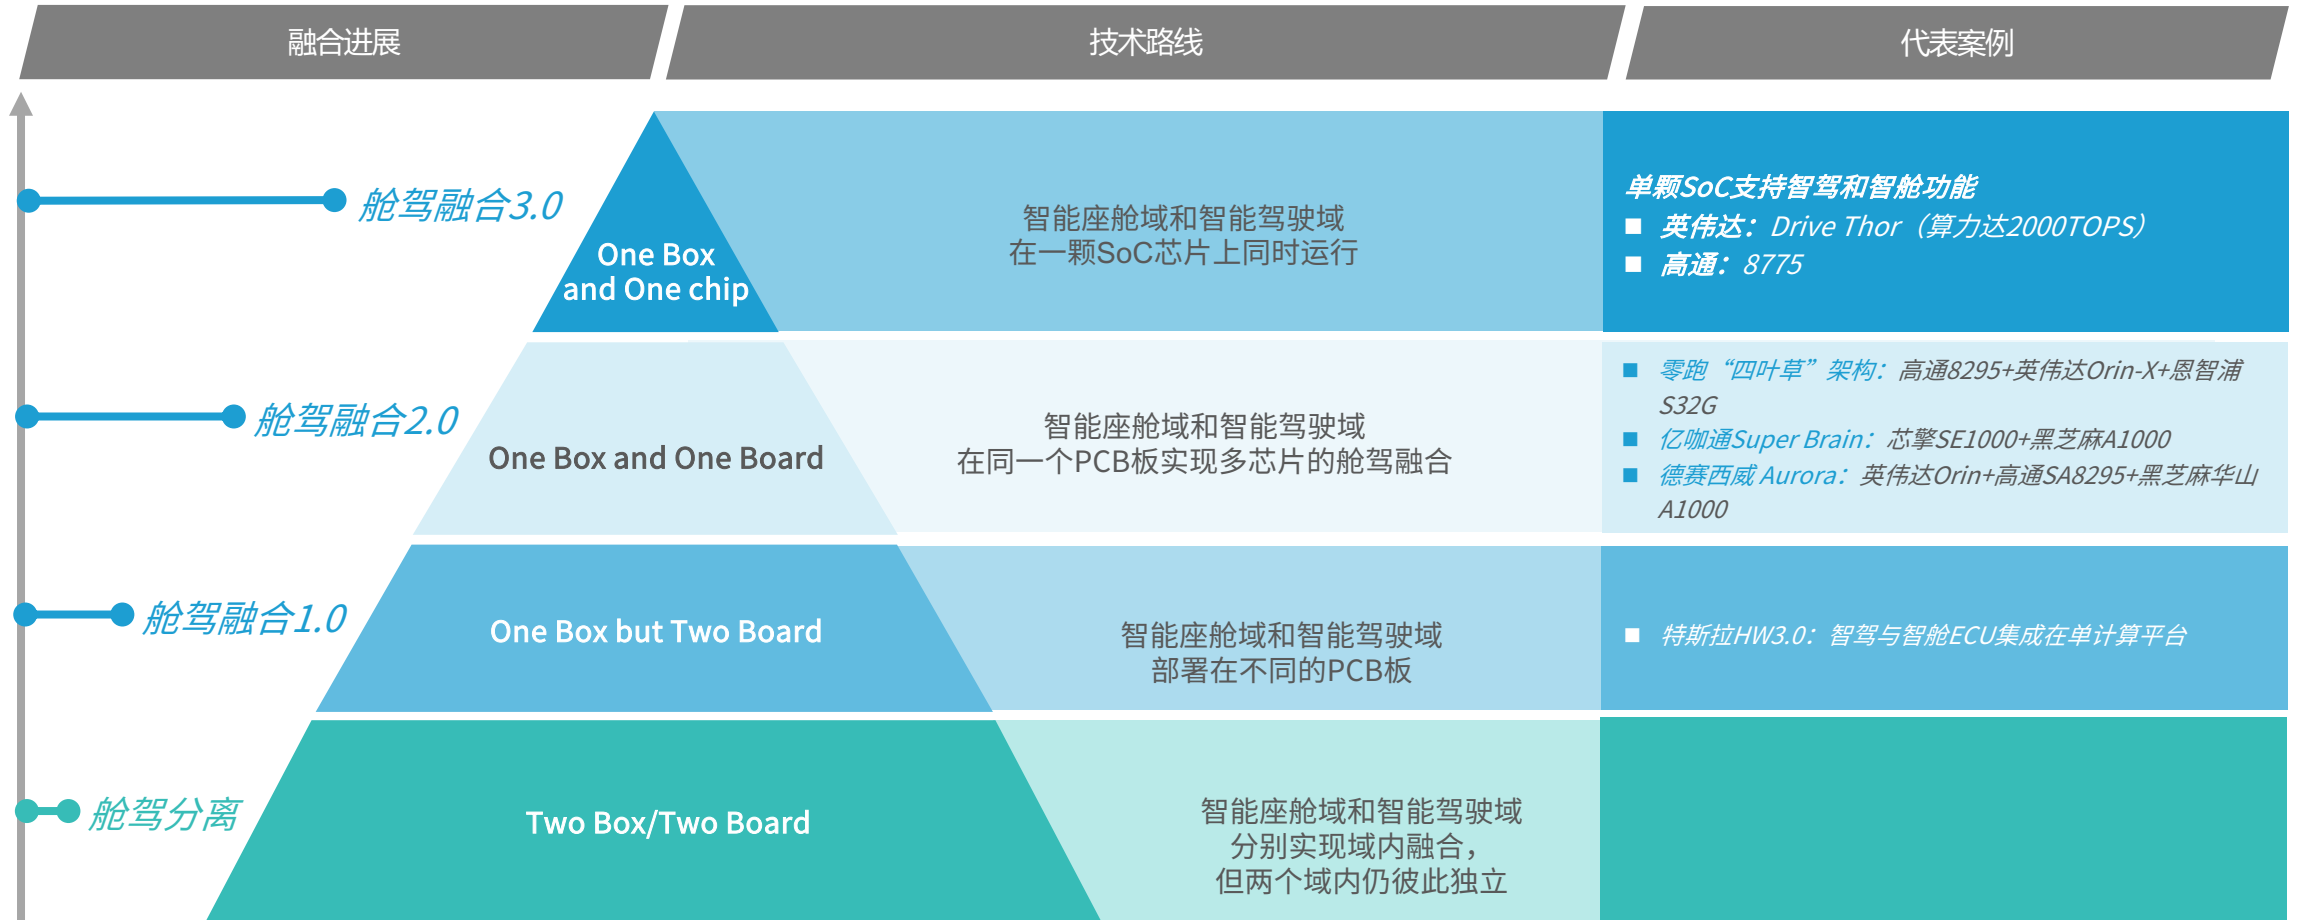 融合进展
技术路线
代表案例
舱驾融合3.0
One Box
and One chip
智能座舱域和智能驾驶域
在一颗SoC芯片上同时运行
单颗SoC支持智驾和智舱功能
■ 英伟达：Drive Thor（算力达2000TOPS）
■ 高通：8775
舱驾融合2.0
One Box and One Board
智能座舱域和智能驾驶域
在同一个PCB板实现多芯片的舱驾融合
■ 零跑“四叶草”架构：高通8295+英伟达Orin-X+恩智浦
S32G
■ 亿咖通Super Brain：芯擎SE1000+黑芝麻A1000
■ 德赛西威 Aurora：英伟达Orin+高通SA8295+黑芝麻华山
A1000
舱驾融合1.0
One Box but Two Board
智能座舱域和智能驾驶域
部署在不同的PCB板
■ 特斯拉HW3.0：智驾与智舱ECU集成在单计算平台
舱驾分离
Two Box/Two Board
智能座舱域和智能驾驶域
分别实现域内融合，
但两个域内仍彼此独立